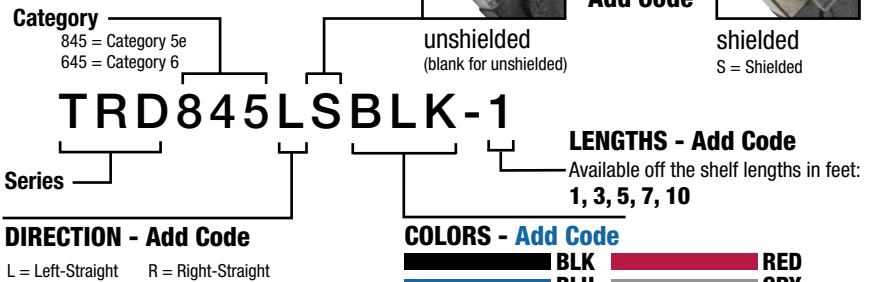 Add Code
Category
845 = Category 5e
645 = Category 6
unshielded
(blank for unshielded)
shielded
S = Shielded
TRD845LSBLK-1
LENGTHS - Add Code
Available off the shelf lengths in feet:
1, 3, 5, 7, 10
Series
DIRECTION - Add Code
L = Left-Straight R = Right-Straight
COLORS - Add Code
BLK RED
BLU GRY